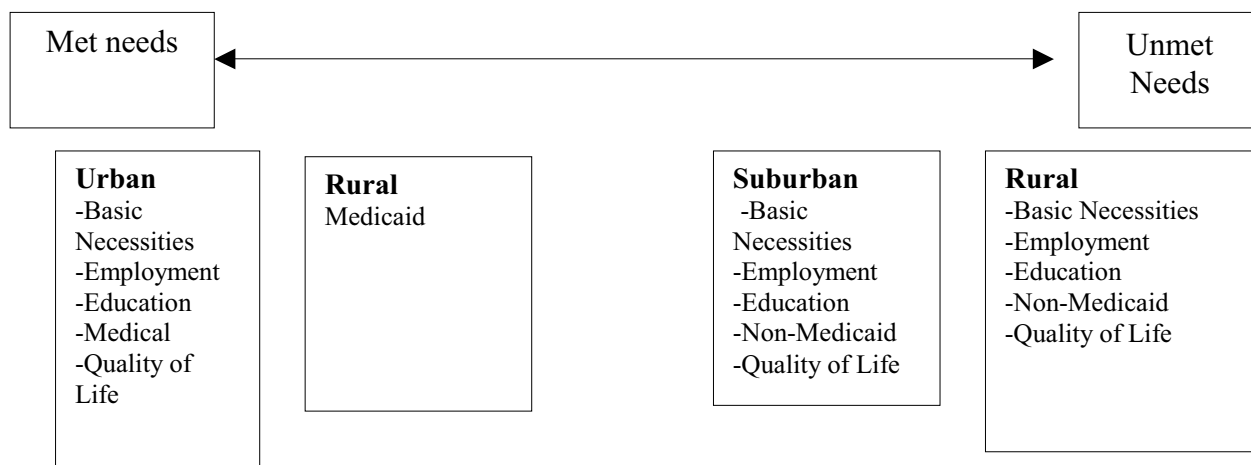 Met needs
Unmet
Needs
Urban
-Basic
Necessities
-Employment
-Education
-Medical
-Quality of
Life
Rural
Medicaid
Suburban
-Basic
Necessities
-Employment
-Education
-Non-Medicaid
-Quality of Life
Rural
-Basic Necessities
-Employment
-Education
-Non-Medicaid
-Quality of Life